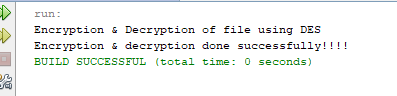 run:
Encryption & Decryption of file using DES
Encryption & decryption done successfully!!!!
BUILD SUCCESSFUL (total time: 0 seconds)